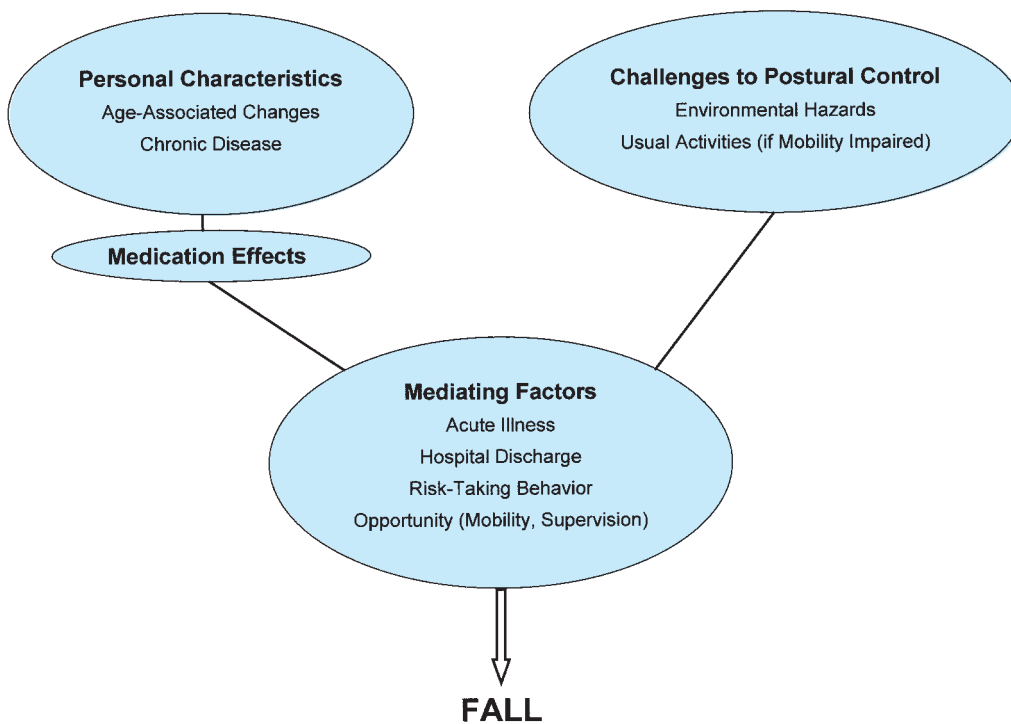 Personal Characteristics
Age-Associated Changes
Chronic Disease
Medication Effects
Challenges to Postural Control
Environmental Hazards
Usual Activities (if Mobility Impaired)
Mediating Factors
Acute Illness
Hospital Discharge
Risk-Taking Behavior
Opportunity (Mobility, Supervision)
FALL